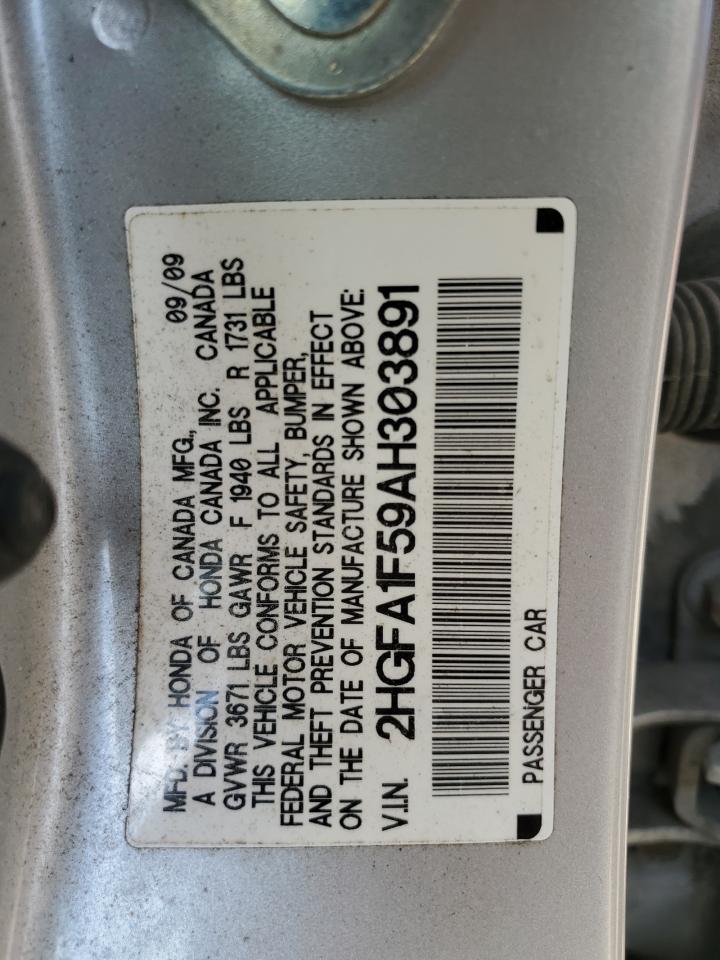 MFD. BY HONDA OF CANADA MFG., 09/09
A DIVISION OF HONDA CANADA INC. CANADA
GVWR 3671 LBS GAWR F 1940 LBS R 1731 LBS
THIS VEHICLE CONFORMS TO ALL APPLICABLE
FEDERAL MOTOR VEHICLE SAFETY, BUMPER,
AND THEFT PREVENTION STANDARDS IN EFFECT
ON THE DATE OF MANUFACTURE SHOWN ABOVE:
V.I.N. 2HGFA1F59AH303891
PASSENGER CAR